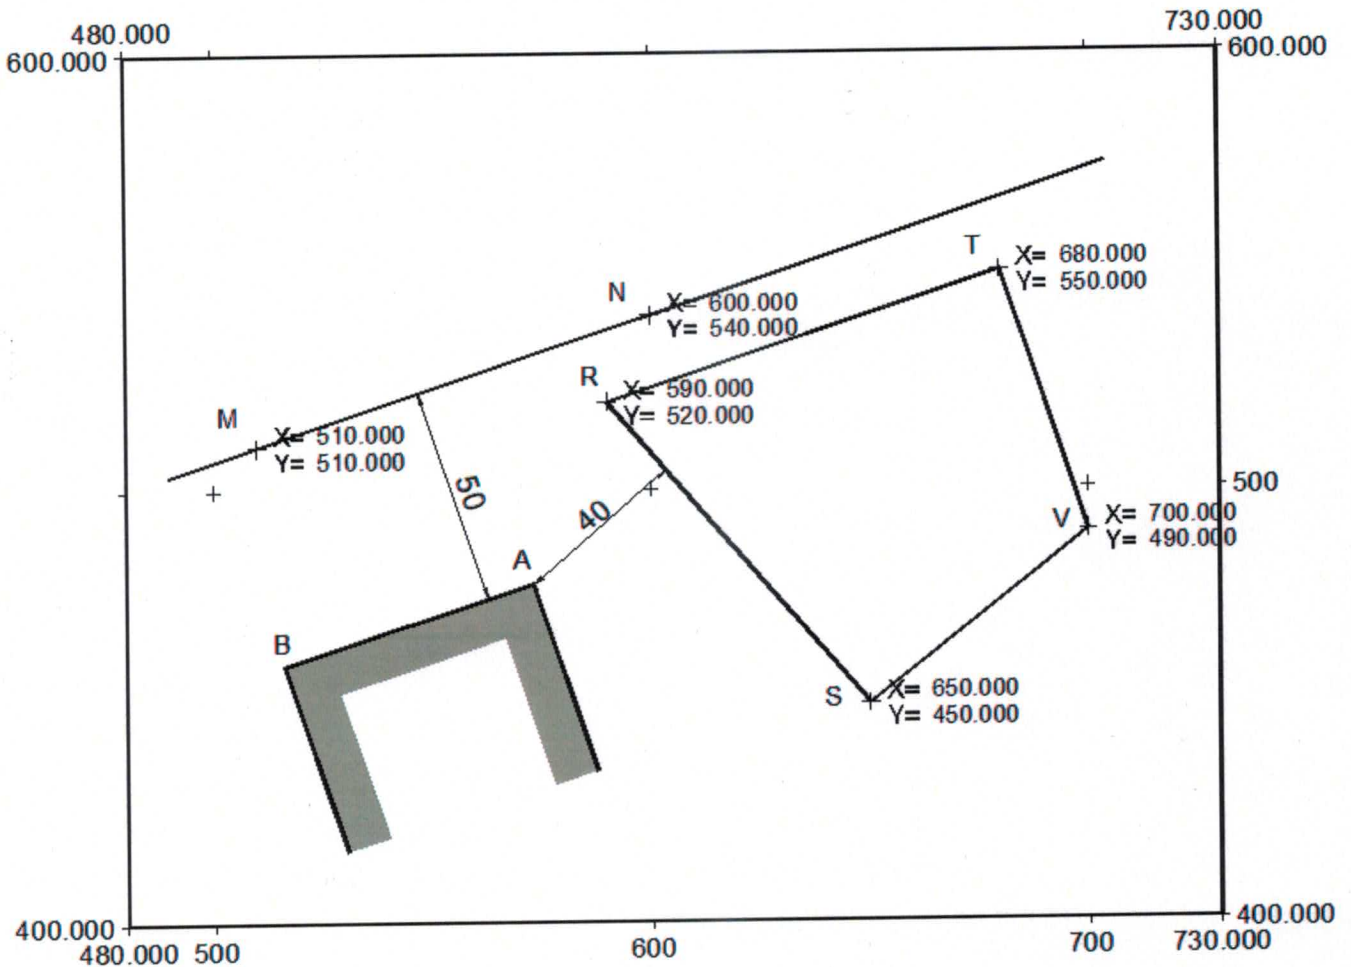 480.000
730.000
600.000
600.000
T
X= 680.000
Y= 550.000
N
X= 600.000
Y= 540.000
R
X= 590.000
Y= 520.000
M
X= 510.000
Y= 510.000
50
40
500
V
X= 700.000
Y= 490.000
A
B
S
X= 650.000
Y= 450.000
400.000
400.000
480.000
500
600
700
730.000